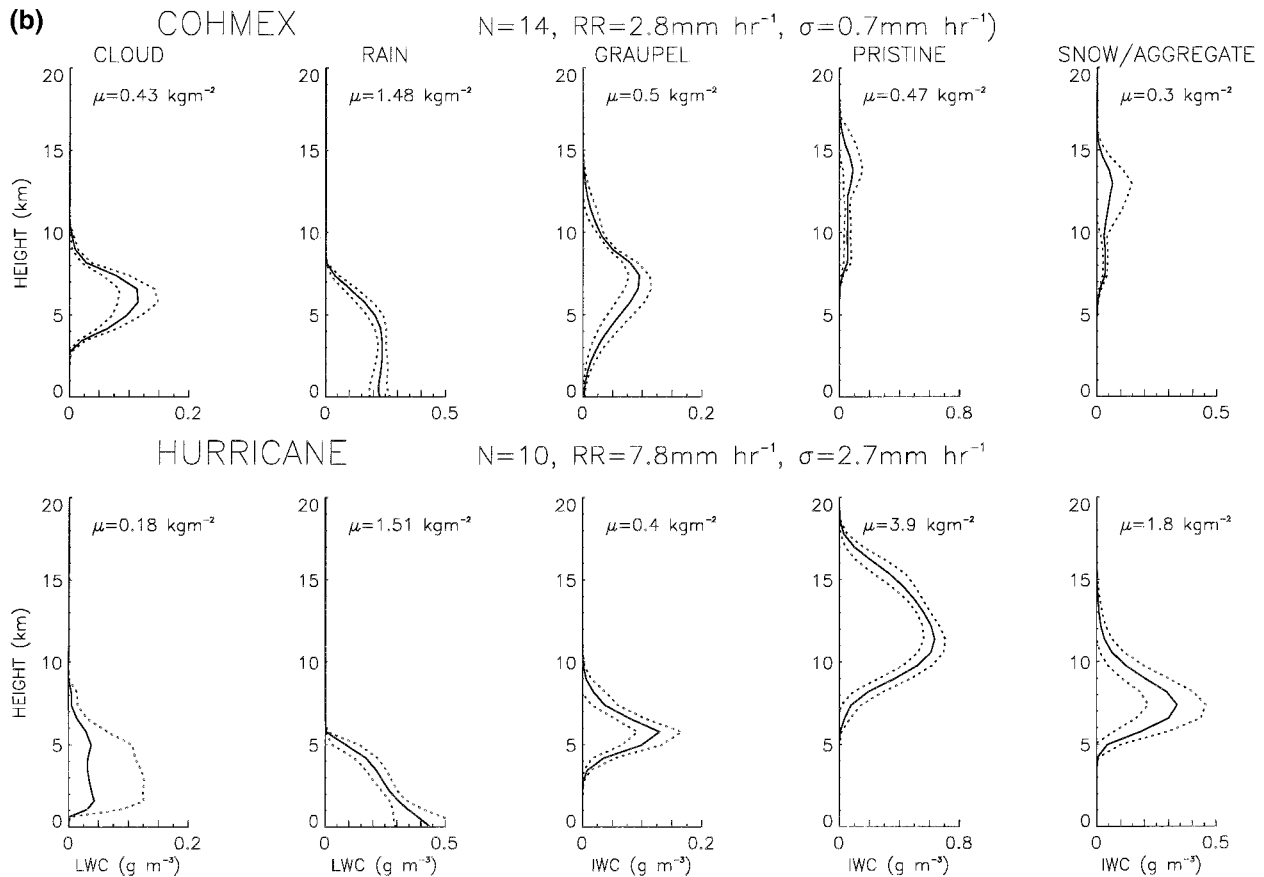 (b)
COHMEX N=14, RR=2.8mm hr⁻¹, σ=0.7mm hr⁻¹)
CLOUD RAIN GRAUPEL PRISTINE SNOW/AGGREGATE
20 20 20 20 20
μ=0.43 kgm⁻² μ=1.48 kgm⁻² μ=0.5 kgm⁻² μ=0.47 kgm⁻² μ=0.3 kgm⁻²
15 15 15 15 15
HEIGHT (km)
10 10 10 10 10
5 5 5 5 5
0 0 0 0 0
0 0.2 0 0.5 0 0.2 0 0.8 0 0.5
HURRICANE N=10, RR=7.8mm hr⁻¹, σ=2.7mm hr⁻¹
20 20 20 20 20
μ=0.18 kgm⁻² μ=1.51 kgm⁻² μ=0.4 kgm⁻² μ=3.9 kgm⁻² μ=1.8 kgm⁻²
15 15 15 15 15
HEIGHT (km)
10 10 10 10 10
5 5 5 5 5
0 0 0 0 0
0 0.2 0 0.5 0 0.2 0 0.8 0 0.5
LWC (g m⁻³) LWC (g m⁻³) IWC (g m⁻³) IWC (g m⁻³) IWC (g m⁻³)